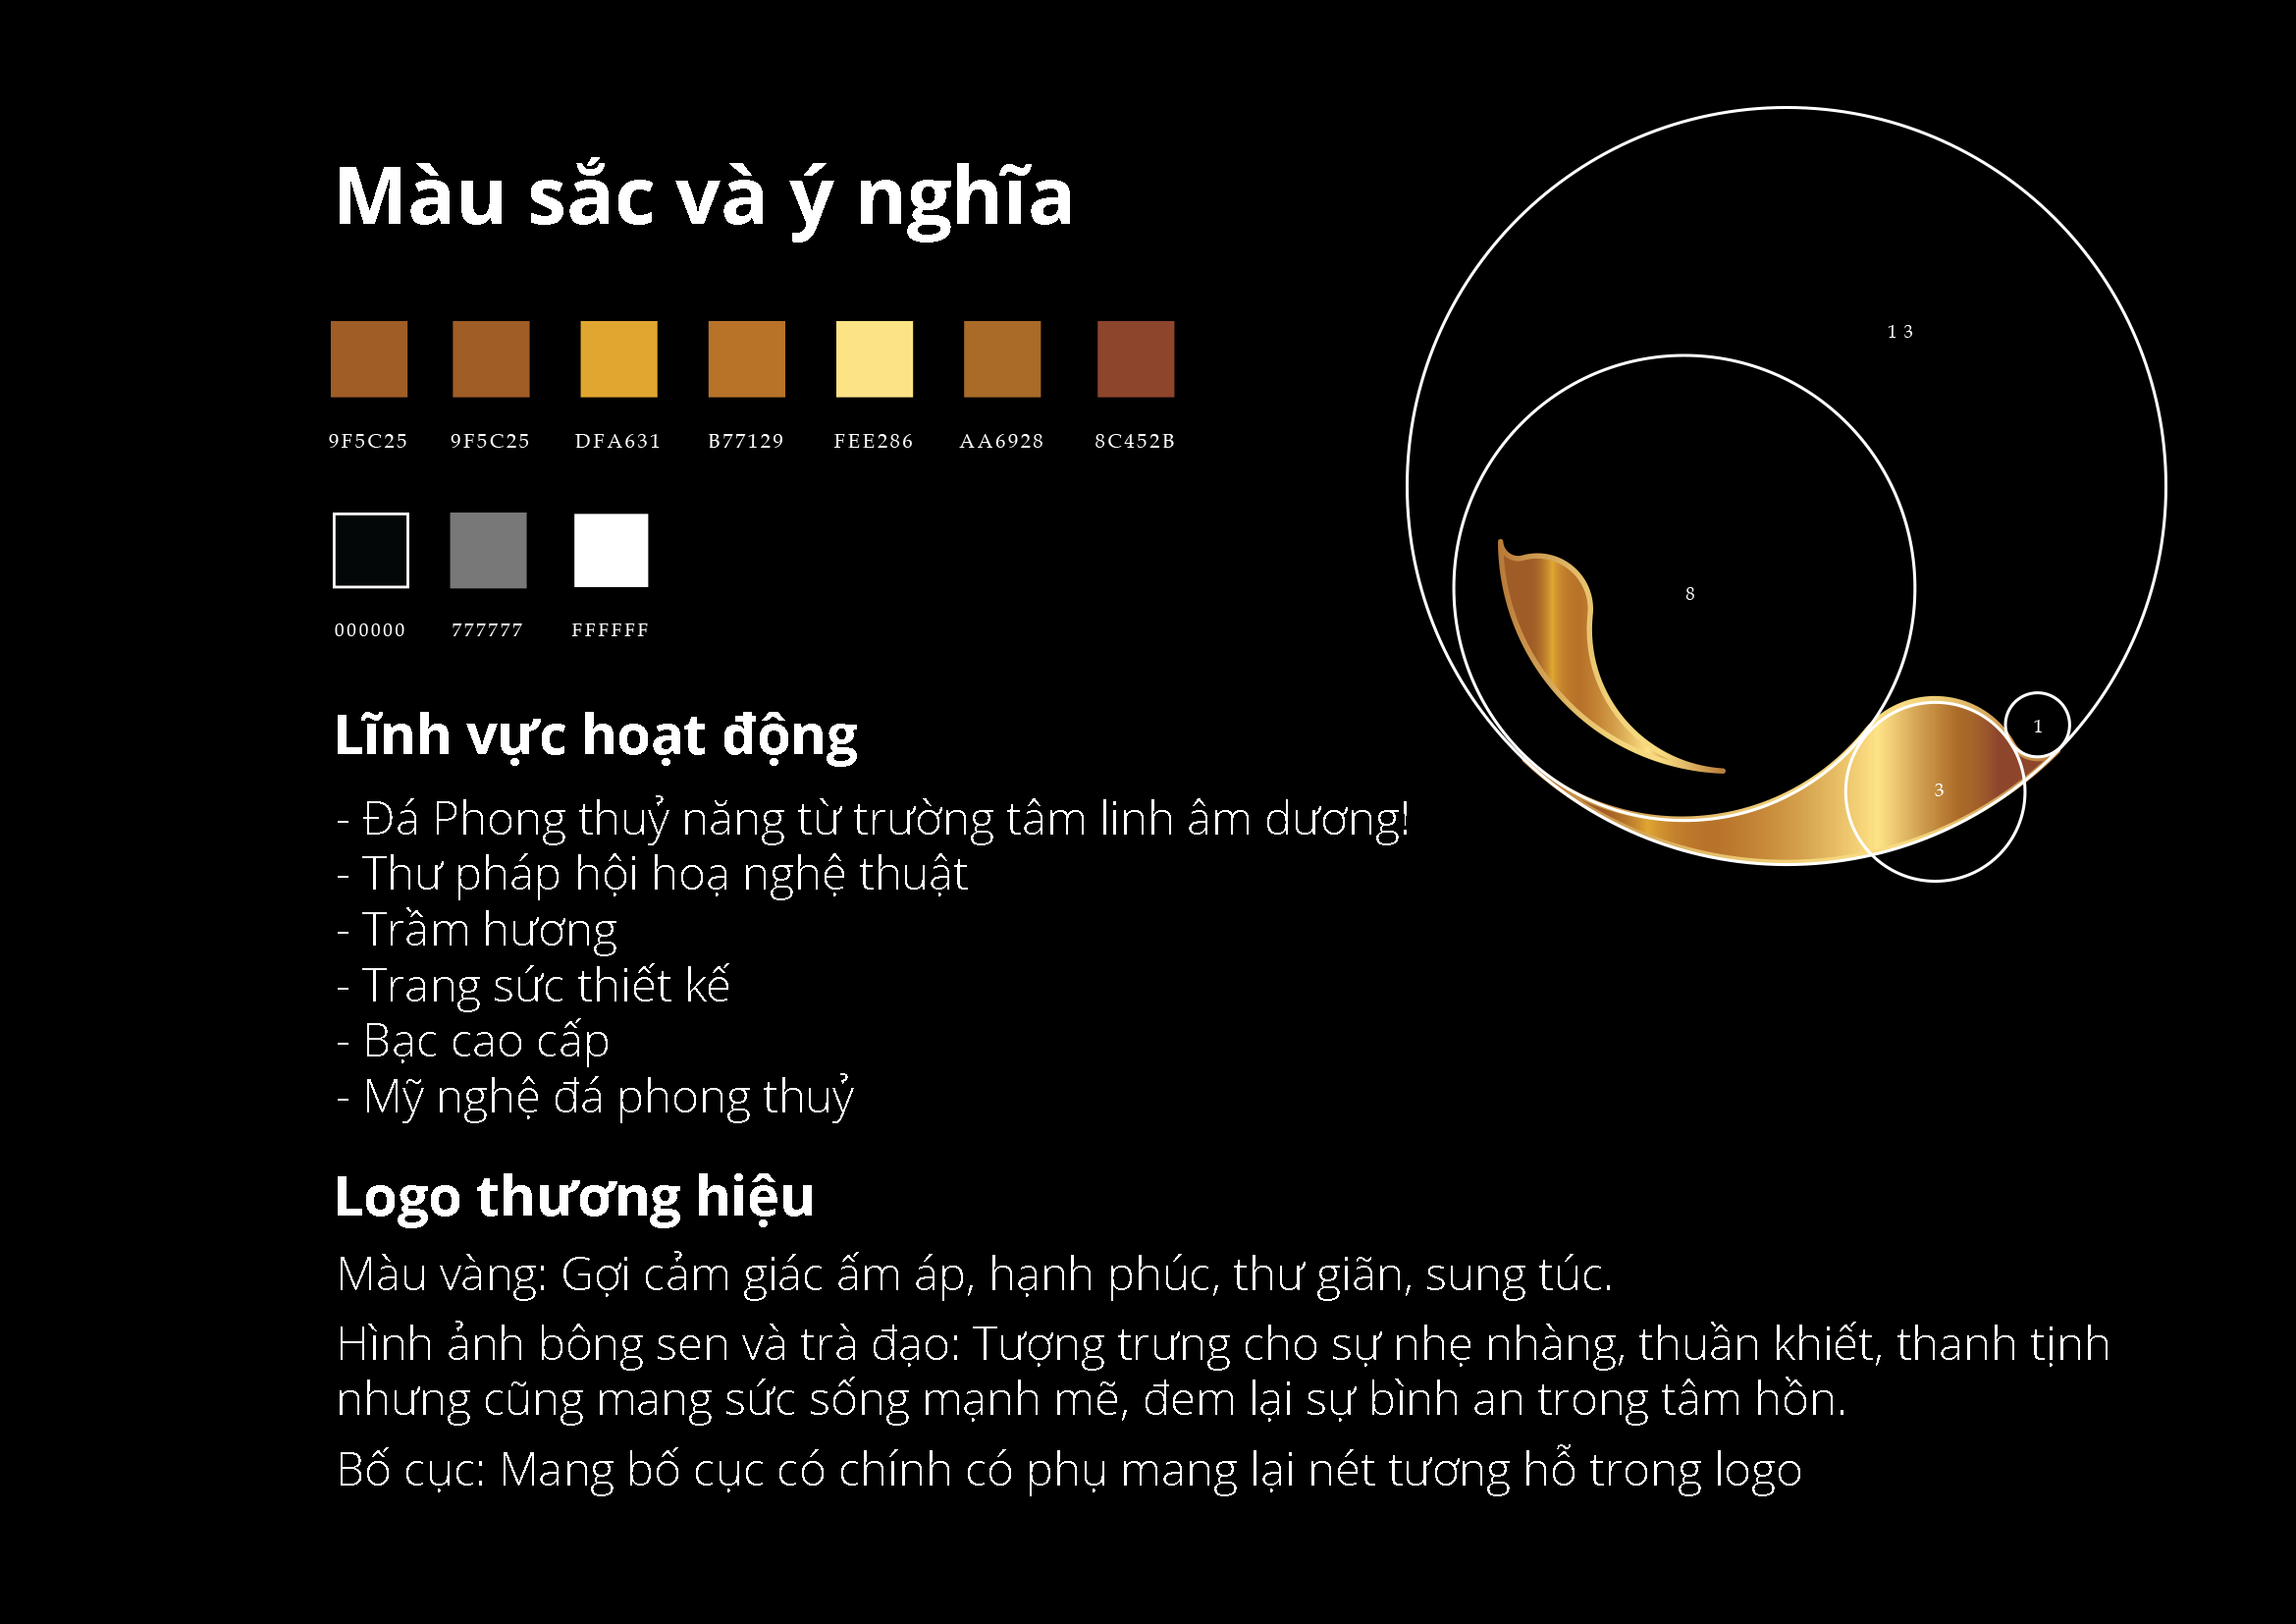 Màu sắc và ý nghĩa
9F5C25 9F5C25 DFA631 B77129 FEE286 AA6928 8C452B
000000 777777 FFFFFF
13
8
1
3
Lĩnh vực hoạt động
- Đá Phong thuỷ năng từ trường tâm linh âm dương!
- Thư pháp hội hoạ nghệ thuật
- Trầm hương
- Trang sức thiết kế
- Bạc cao cấp
- Mỹ nghệ đá phong thuỷ
Logo thương hiệu
Màu vàng: Gợi cảm giác ấm áp, hạnh phúc, thư giãn, sung túc.
Hình ảnh bông sen và trà đạo: Tượng trưng cho sự nhẹ nhàng, thuần khiết, thanh tịnh
nhưng cũng mang sức sống mạnh mẽ, đem lại sự bình an trong tâm hồn.
Bố cục: Mang bố cục có chính có phụ mang lại nét tương hỗ trong logo